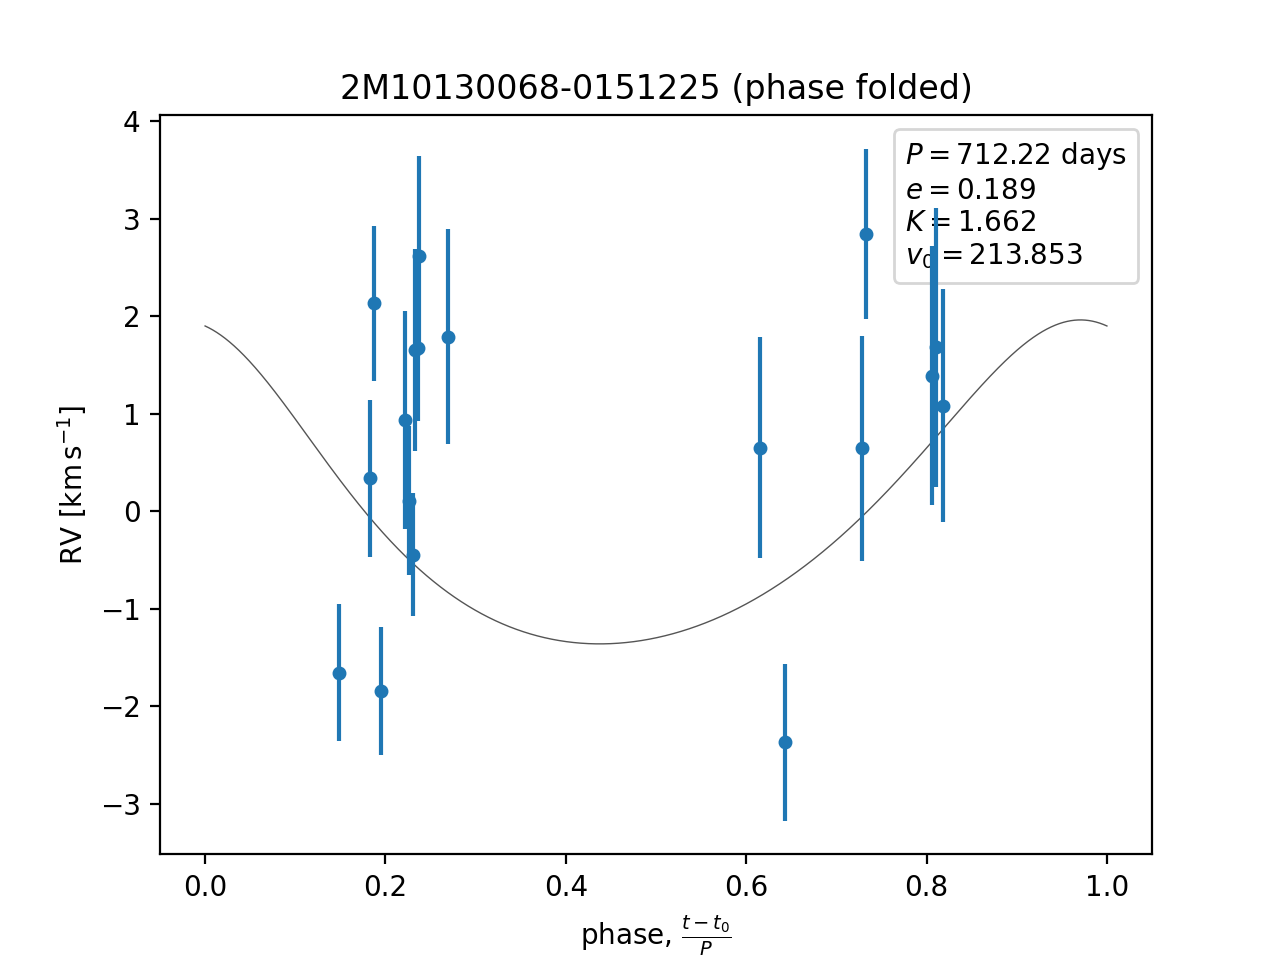 2M10130068-0151225 (phase folded)
P = 712.22 days
e = 0.189
K = 1.662
v₀ = 213.853
RV [km s⁻¹]
4
3
2
1
0
−1
−2
−3
0.0 0.2 0.4 0.6 0.8 1.0
phase, (t − t₀)/P